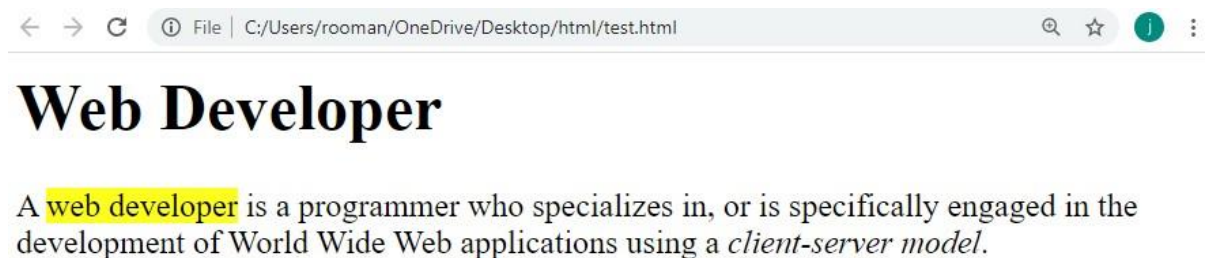 File | C:/Users/rooman/OneDrive/Desktop/html/test.html j
Web Developer
A web developer is a programmer who specializes in, or is specifically engaged in the
development of World Wide Web applications using a client-server model.